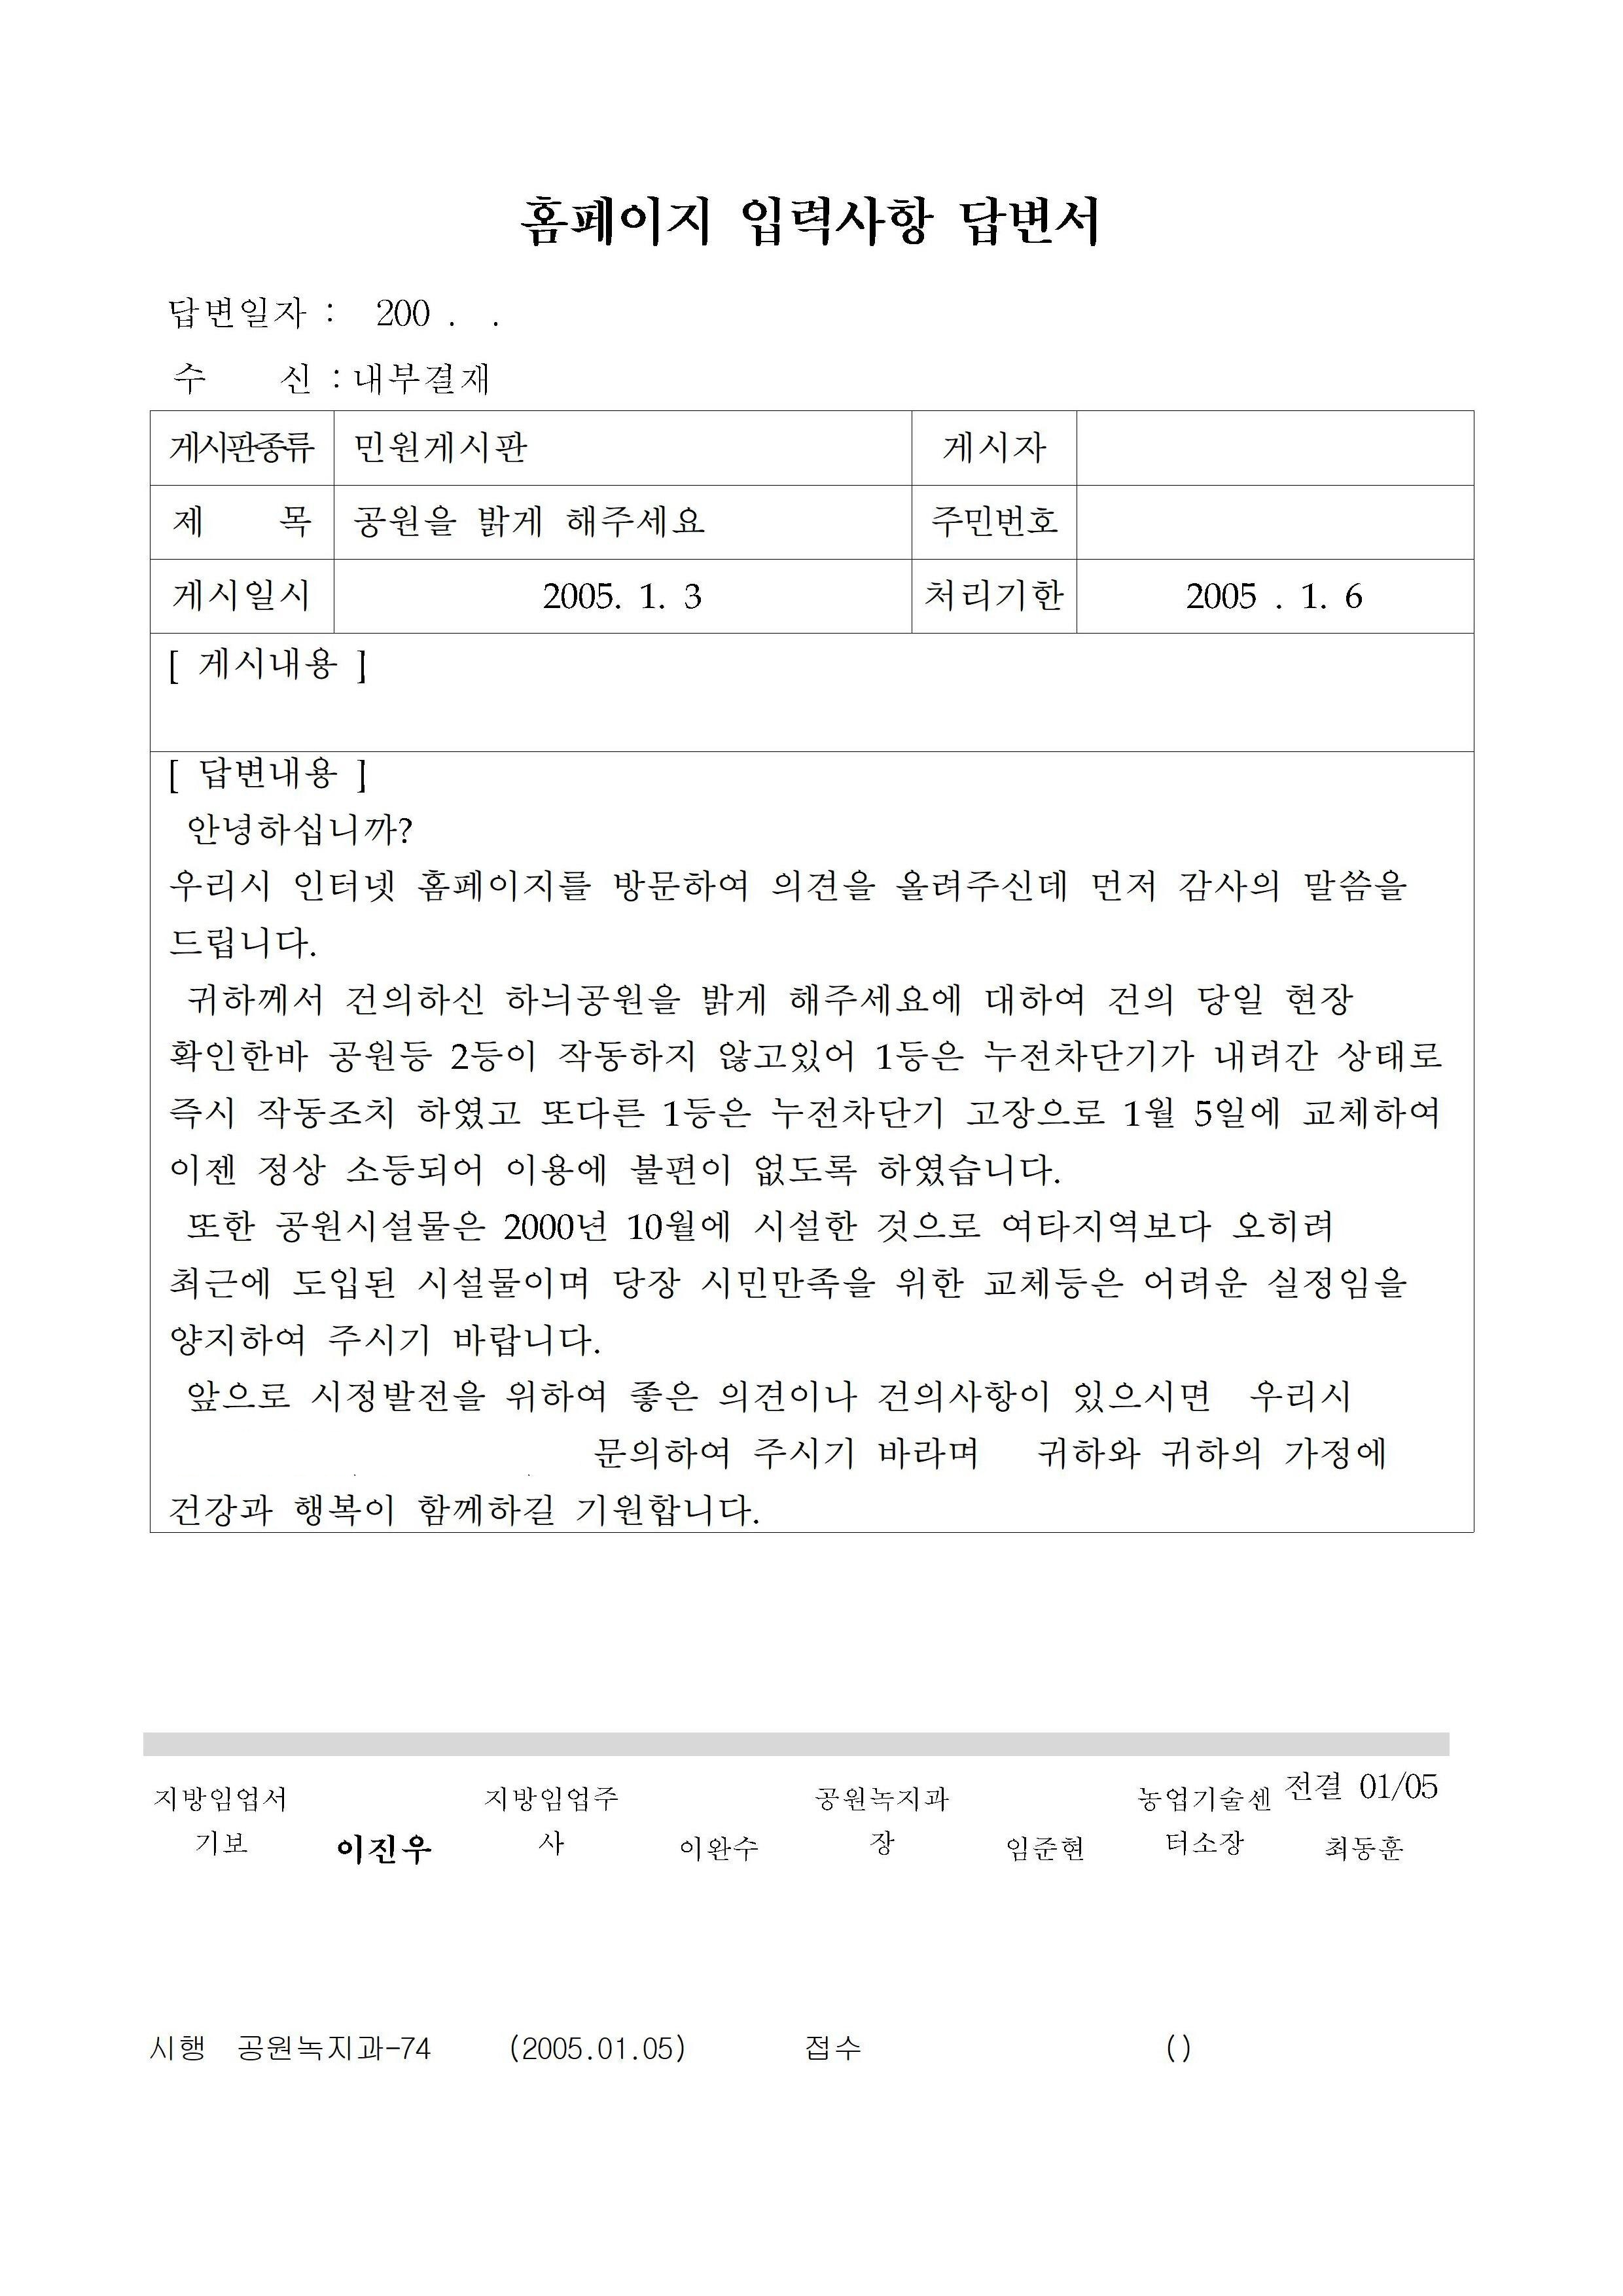 홈페이지 입력사항 답변서
답변일자 : 200 . .
수 신 : 내부결재
게시판종류 민원게시판 게시자
제 목 공원을 밝게 해주세요 주민번호
게시일시 2005. 1. 3 처리기한 2005 . 1. 6
[ 게시내용 ]
[ 답변내용 ]
안녕하십니까?
우리시 인터넷 홈페이지를 방문하여 의견을 올려주신데 먼저 감사의 말씀을
드립니다.
귀하께서 건의하신 하늬공원을 밝게 해주세요에 대하여 건의 당일 현장
확인한바 공원등 2등이 작동하지 않고있어 1등은 누전차단기가 내려간 상태로
즉시 작동조치 하였고 또다른 1등은 누전차단기 고장으로 1월 5일에 교체하여
이젠 정상 소등되어 이용에 불편이 없도록 하였습니다.
또한 공원시설물은 2000년 10월에 시설한 것으로 여타지역보다 오히려
최근에 도입된 시설물이며 당장 시민만족을 위한 교체등은 어려운 실정임을
양지하여 주시기 바랍니다.
앞으로 시정발전을 위하여 좋은 의견이나 건의사항이 있으시면 우리시
문의하여 주시기 바라며 귀하와 귀하의 가정에
건강과 행복이 함께하길 기원합니다.
지방임업서 지방임업주 공원녹지과 농업기술센 전결 01/05
기보 이진우 사 이완수 장 임준현 터소장 최동훈
시행 공원녹지과-74 (2005.01.05) 접수 ()